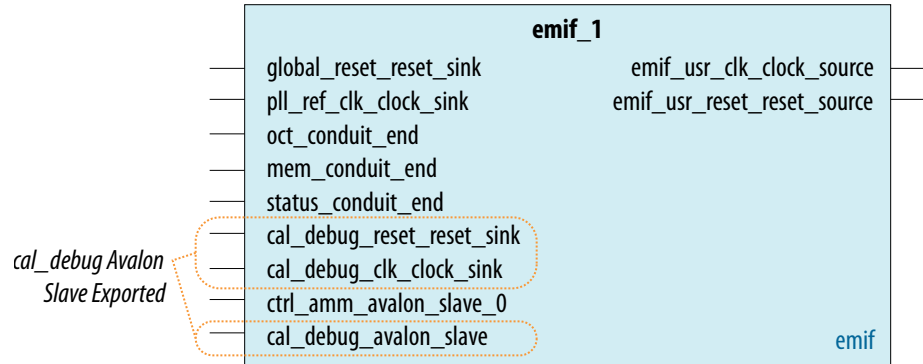 emif_1
global_reset_reset_sink emif_usr_clk_clock_source
pll_ref_clk_clock_sink emif_usr_reset_reset_source
oct_conduit_end
mem_conduit_end
status_conduit_end
cal_debug_reset_reset_sink
cal_debug Avalon
Slave Exported
cal_debug_clk_clock_sink
ctrl_amm_avalon_slave_0
cal_debug_avalon_slave
emif